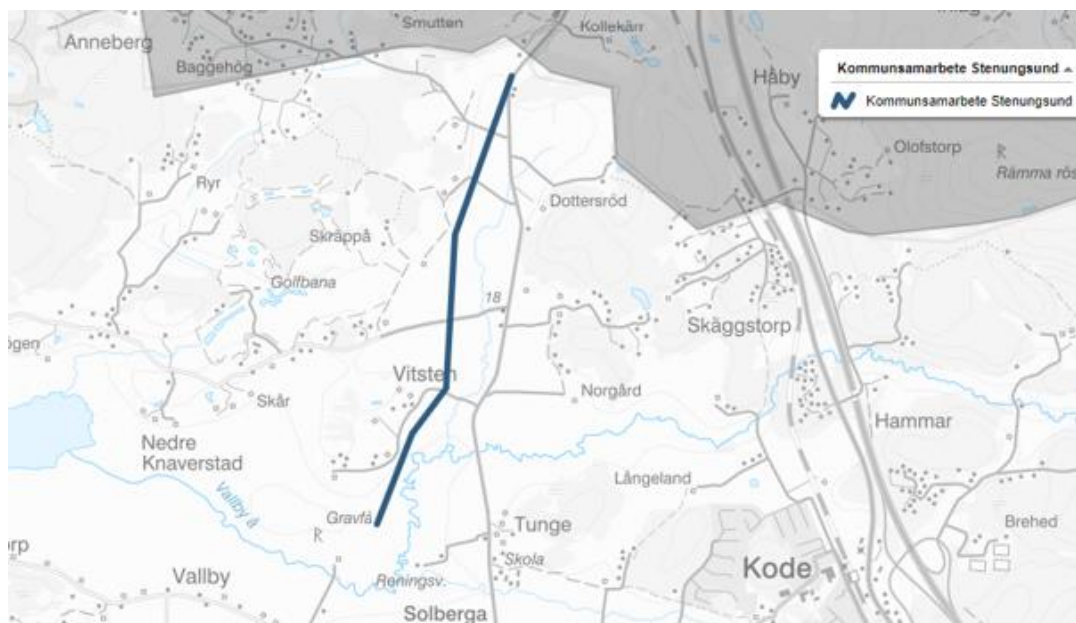 Smutten
Kollekärr
Anneberg
Baggehög
Kommunsamarbete Stenungsund
Kommunsamarbete Stenungsund
Håby
Olofstorp
Rämma rös
Ryr
Dottersröd
Skräppå
Golfbana
18
Skäggstorp
Vitsten
Skår
Norgård
Hammar
Nedre
Knaverstad
Långeland
Vallby å
Gravfä
Tunge
Brehed
Skola
Kode
Vallby
Reningsv.
Solberga